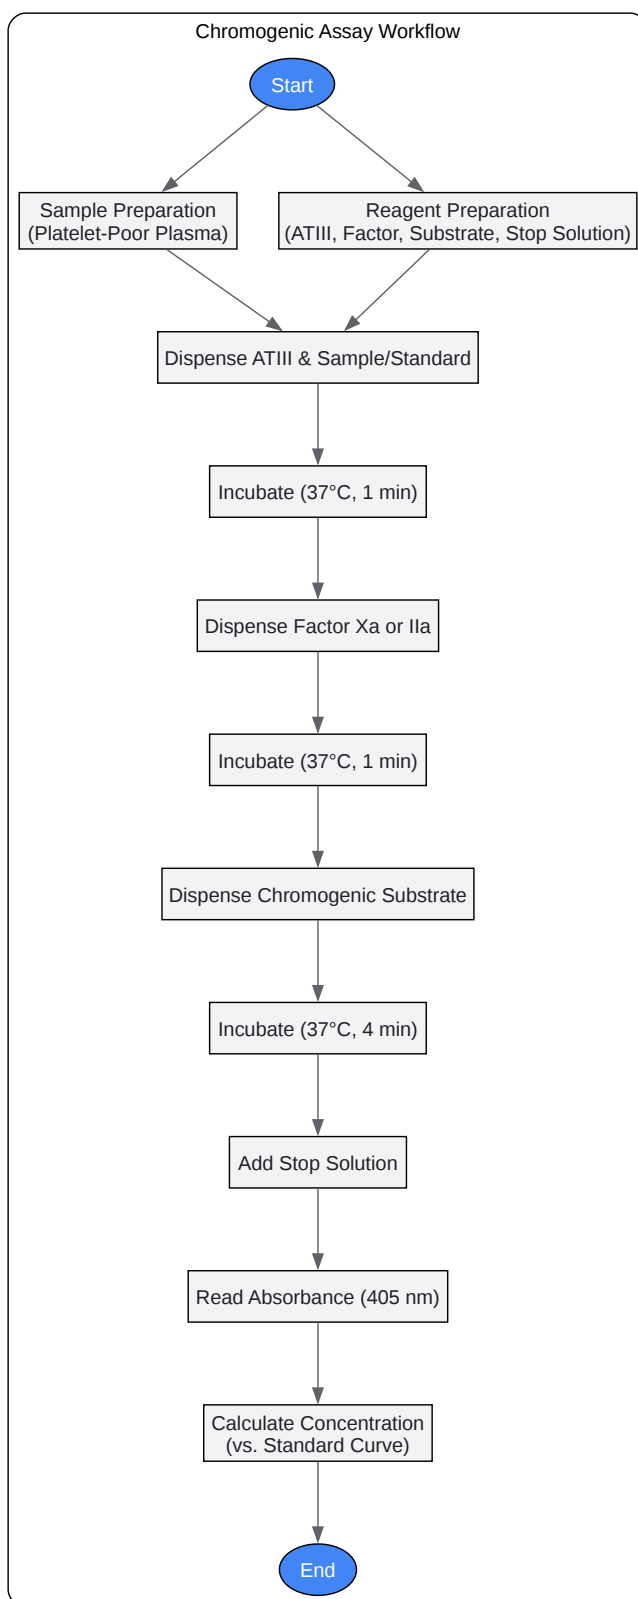 Chromogenic Assay Workflow
Start
Sample Preparation
(Platelet-Poor Plasma)
Reagent Preparation
(ATIII, Factor, Substrate, Stop Solution)
Dispense ATIII & Sample/Standard
Incubate (37°C, 1 min)
Dispense Factor Xa or IIa
Incubate (37°C, 1 min)
Dispense Chromogenic Substrate
Incubate (37°C, 4 min)
Add Stop Solution
Read Absorbance (405 nm)
Calculate Concentration
(vs. Standard Curve)
End